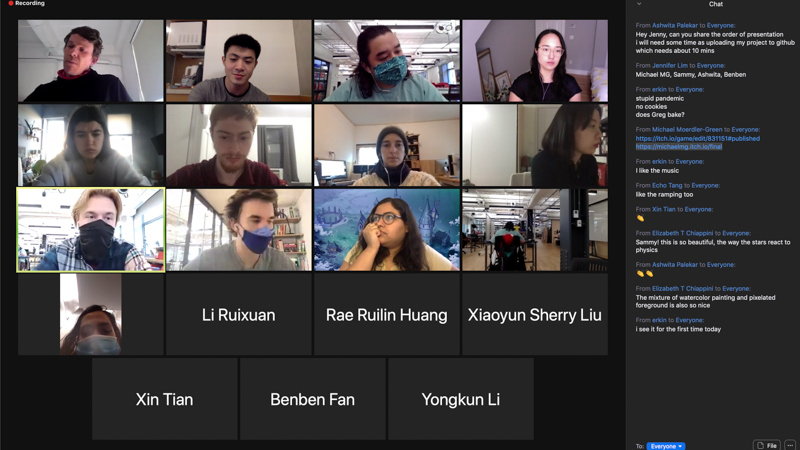 Recording
Chat
From Ashwita Palekar to Everyone:
Hey Jenny, can you share the order of presentation
i will need some time as uploading my project to github
which needs about 10 mins
From Jennifer Lim to Everyone:
Michael MG, Sammy, Ashwita, Benben
From erkin to Everyone:
stupid pandemic
no cookies
does Greg bake?
From Michael Moerdler-Green to Everyone:
https://itch.io/game/edit/831151#published
https://michaelmg.itch.io/final
From erkin to Everyone:
I like the music
From Echo Tang to Everyone:
like the ramping too
From Xin Tian to Everyone:
👏
From Elizabeth T Chiappini to Everyone:
Sammy! this is so beautiful, the way the stars react to
physics
From Ashwita Palekar to Everyone:
👏 👏
From Elizabeth T Chiappini to Everyone:
The mixture of watercolor painting and pixelated
foreground is also so nice
From erkin to Everyone:
i see it for the first time today
Li Ruixuan
Rae Ruilin Huang
Xiaoyun Sherry Liu
Xin Tian
Benben Fan
Yongkun Li
To: Everyone
File